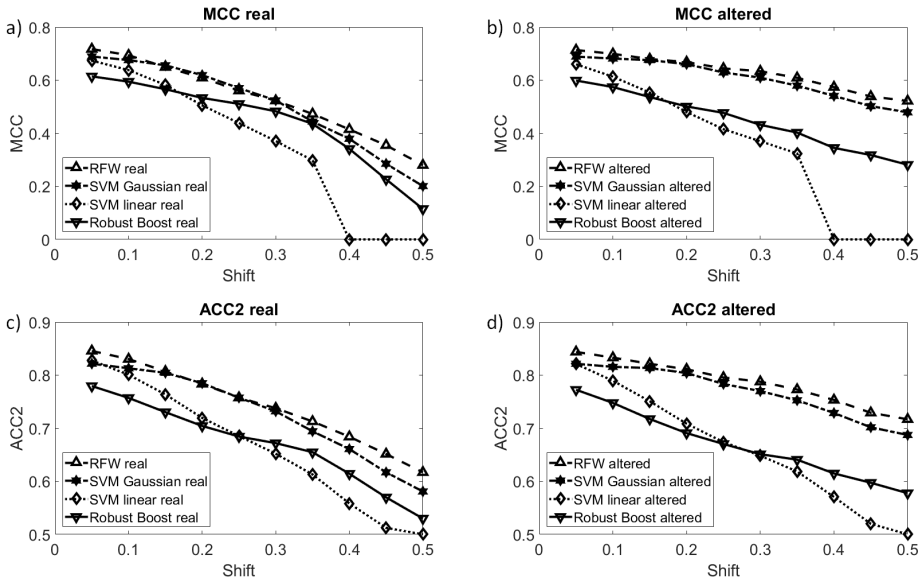 a)
MCC real
0.8
0.6
0.4
0.2
0
MCC
RFW real
SVM Gaussian real
SVM linear real
Robust Boost real
0 0.1 0.2 0.3 0.4 0.5
Shift
b)
MCC altered
0.8
0.6
0.4
0.2
0
MCC
RFW altered
SVM Gaussian altered
SVM linear altered
Robust Boost altered
0 0.1 0.2 0.3 0.4 0.5
Shift
c)
ACC2 real
0.9
0.8
0.7
0.6
0.5
ACC2
RFW real
SVM Gaussian real
SVM linear real
Robust Boost real
0 0.1 0.2 0.3 0.4 0.5
Shift
d)
ACC2 altered
0.9
0.8
0.7
0.6
0.5
ACC2
RFW altered
SVM Gaussian altered
SVM linear altered
Robust Boost altered
0 0.1 0.2 0.3 0.4 0.5
Shift